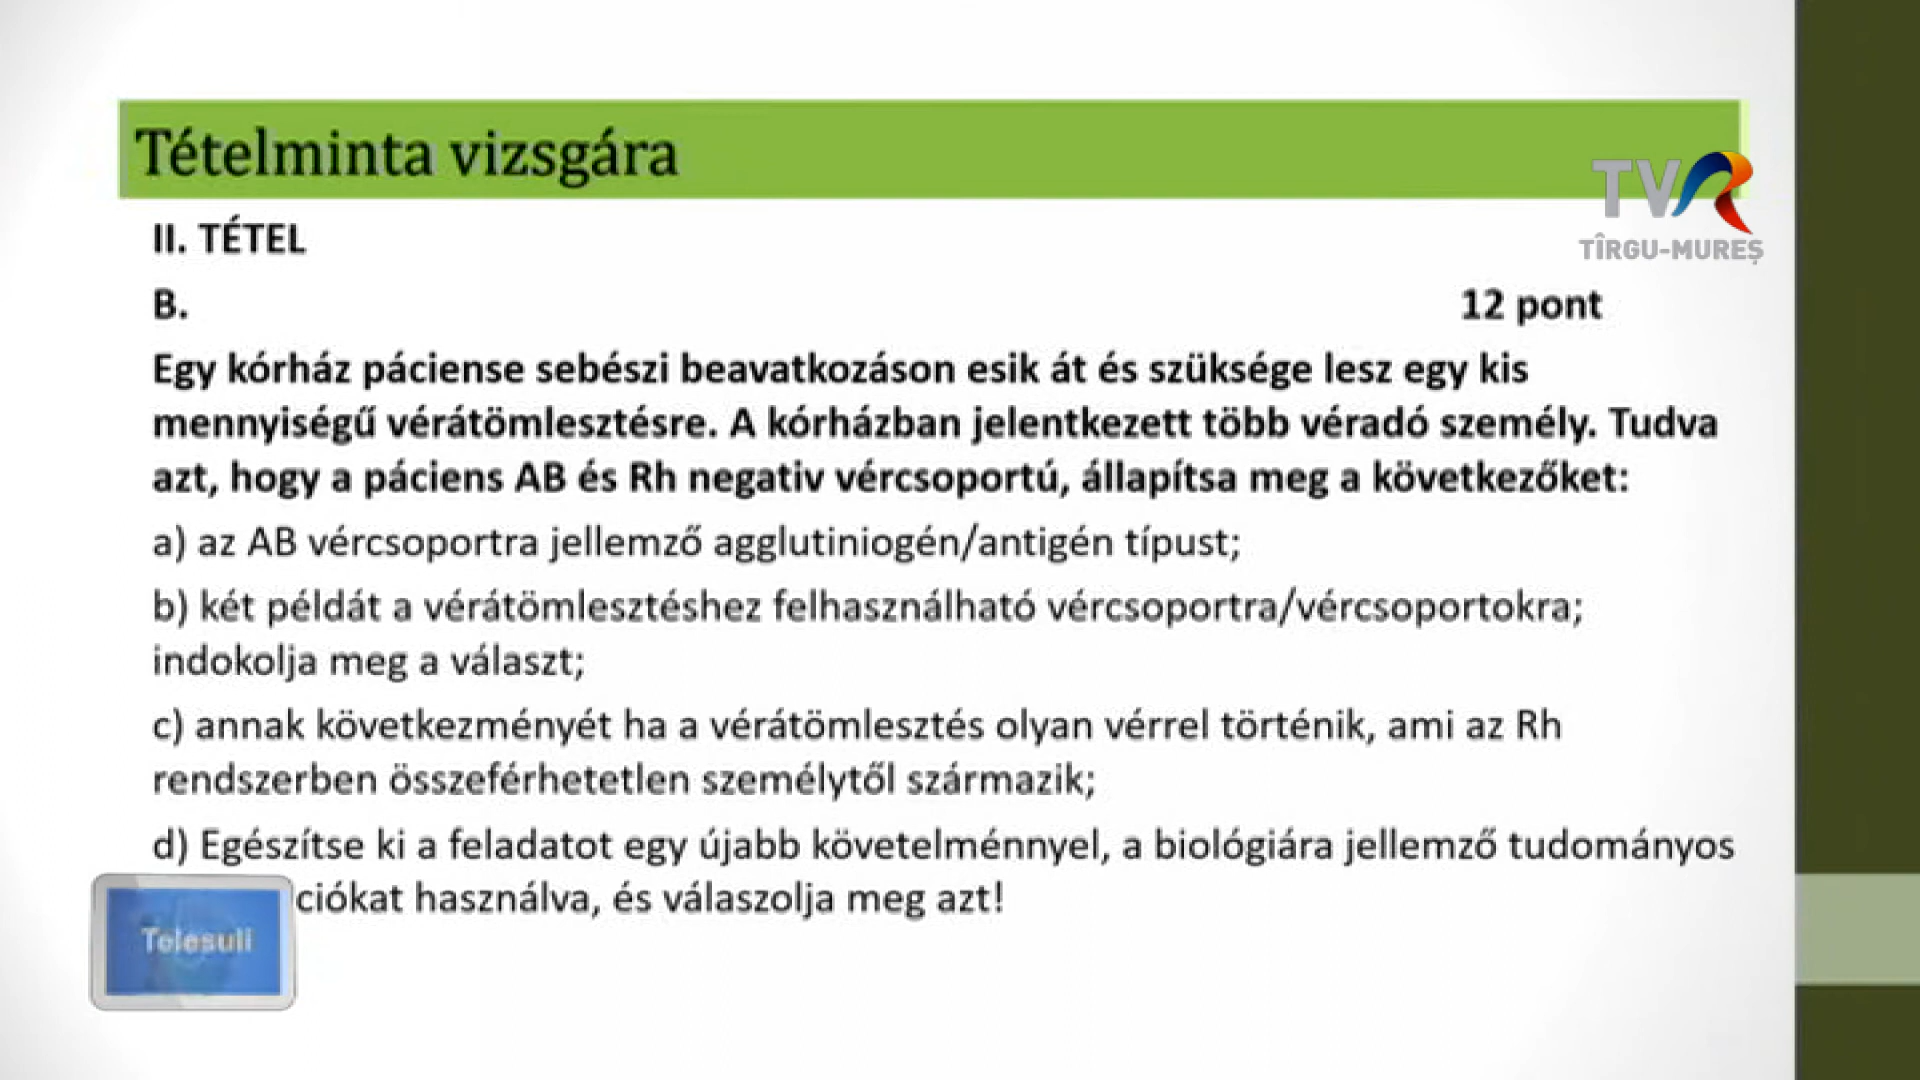 Tételminta vizsgára
TVR
TÎRGU-MUREȘ
II. TÉTEL
B. 12 pont
Egy kórház páciense sebészi beavatkozáson esik át és szüksége lesz egy kis
mennyiségű vérátömlesztésre. A kórházban jelentkezett több véradó személy. Tudva
azt, hogy a páciens AB és Rh negativ vércsoportú, állapítsa meg a következőket:
a) az AB vércsoportra jellemző agglutiniogén/antigén típust;
b) két példát a vérátömlesztéshez felhasználható vércsoportra/vércsoportokra;
indokolja meg a választ;
c) annak következményét ha a vérátömlesztés olyan vérrel történik, ami az Rh
rendszerben összeférhetetlen személytől származik;
d) Egészítse ki a feladatot egy újabb követelménnyel, a biológiára jellemző tudományos
ciókat használva, és válaszolja meg azt!
Telesuli